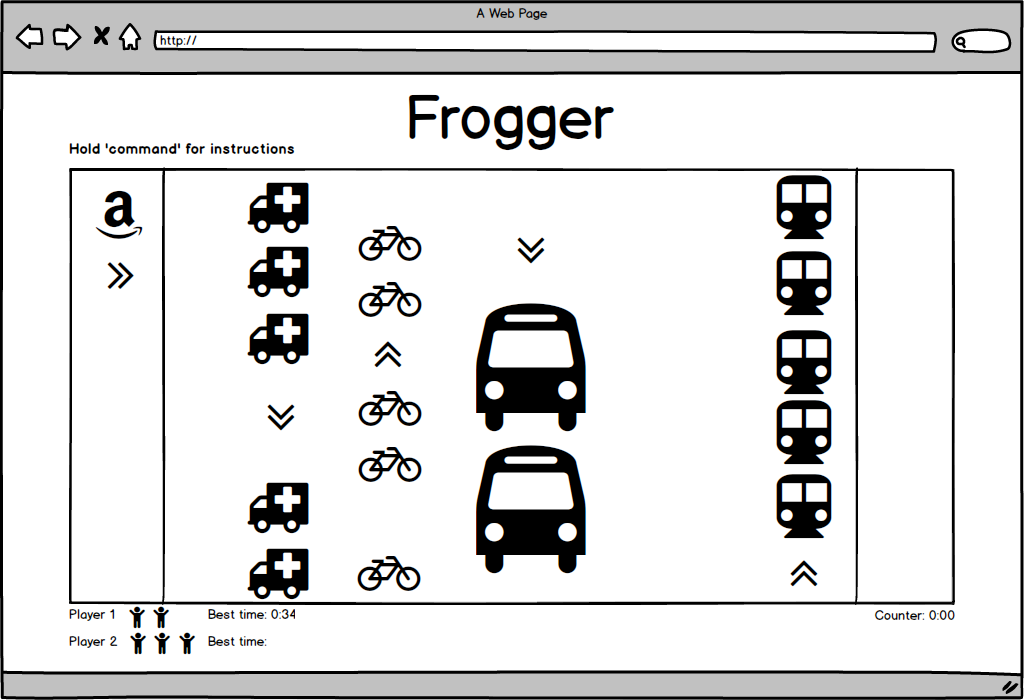 A Web Page
http://
Frogger
Hold 'command' for instructions
a
Player 1 Best time: 0:34 Counter: 0:00
Player 2 Best time: